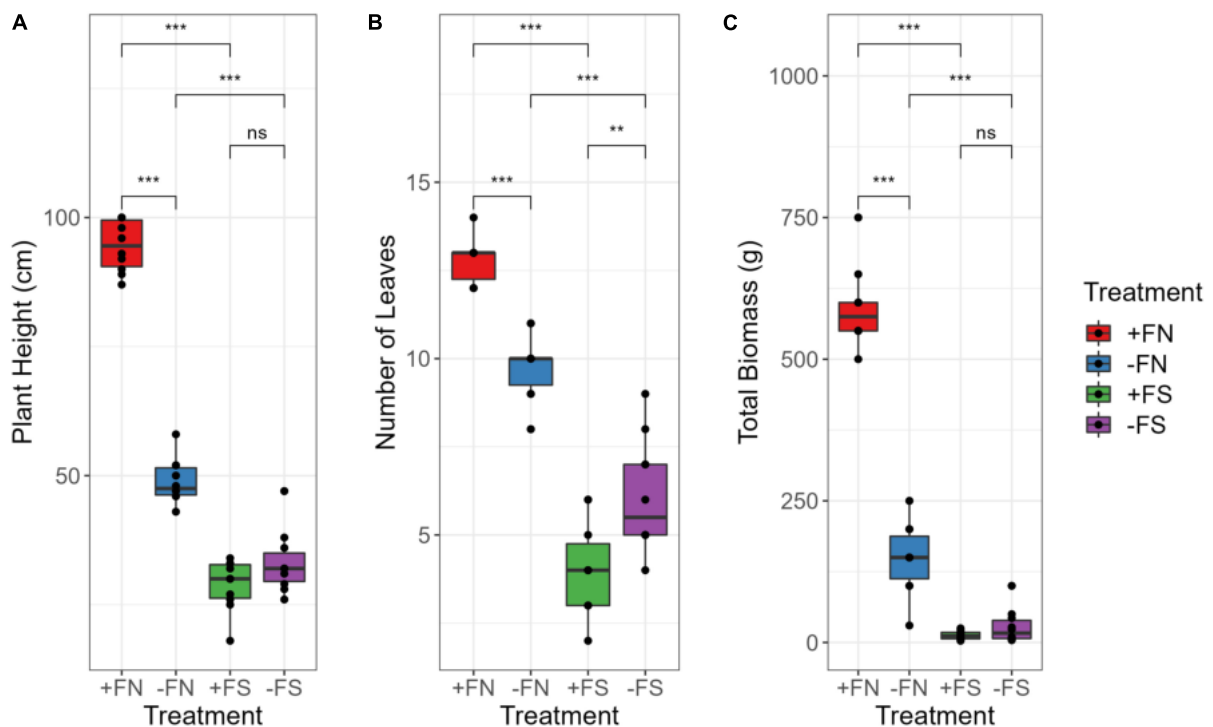 A
***
***
ns
***
100
50
Plant Height (cm)
+FN -FN +FS -FS
Treatment
B
***
***
**
***
15
10
5
Number of Leaves
+FN -FN +FS -FS
Treatment
C
***
***
ns
***
1000
750
500
250
0
Total Biomass (g)
+FN -FN +FS -FS
Treatment
Treatment
+FN
-FN
+FS
-FS